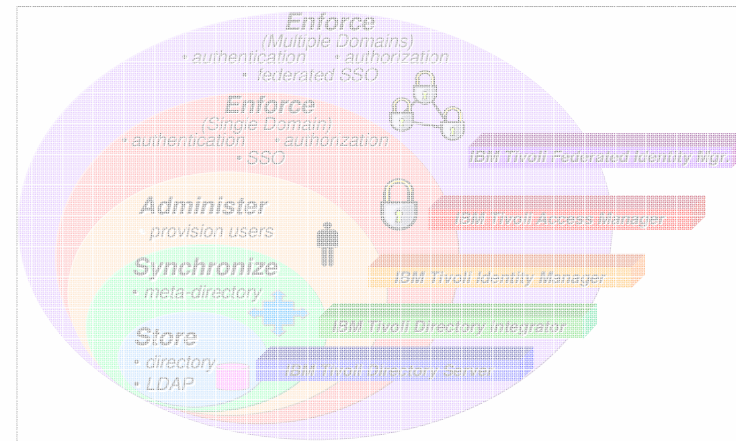 Enforce
(Multiple Domains)
• authentication • authorization
• federated SSO
Enforce
(Single Domain)
• authentication • authorization
• SSO
IBM Tivoli Federated Identity Mgr.
Administer
provision users
IBM Tivoli Access Manager
Synchronize
• meta-directory
IBM Tivoli Identity Manager
Store
• directory
• LDAP
IBM Tivoli Directory Integrator
IBM Tivoli Directory Server